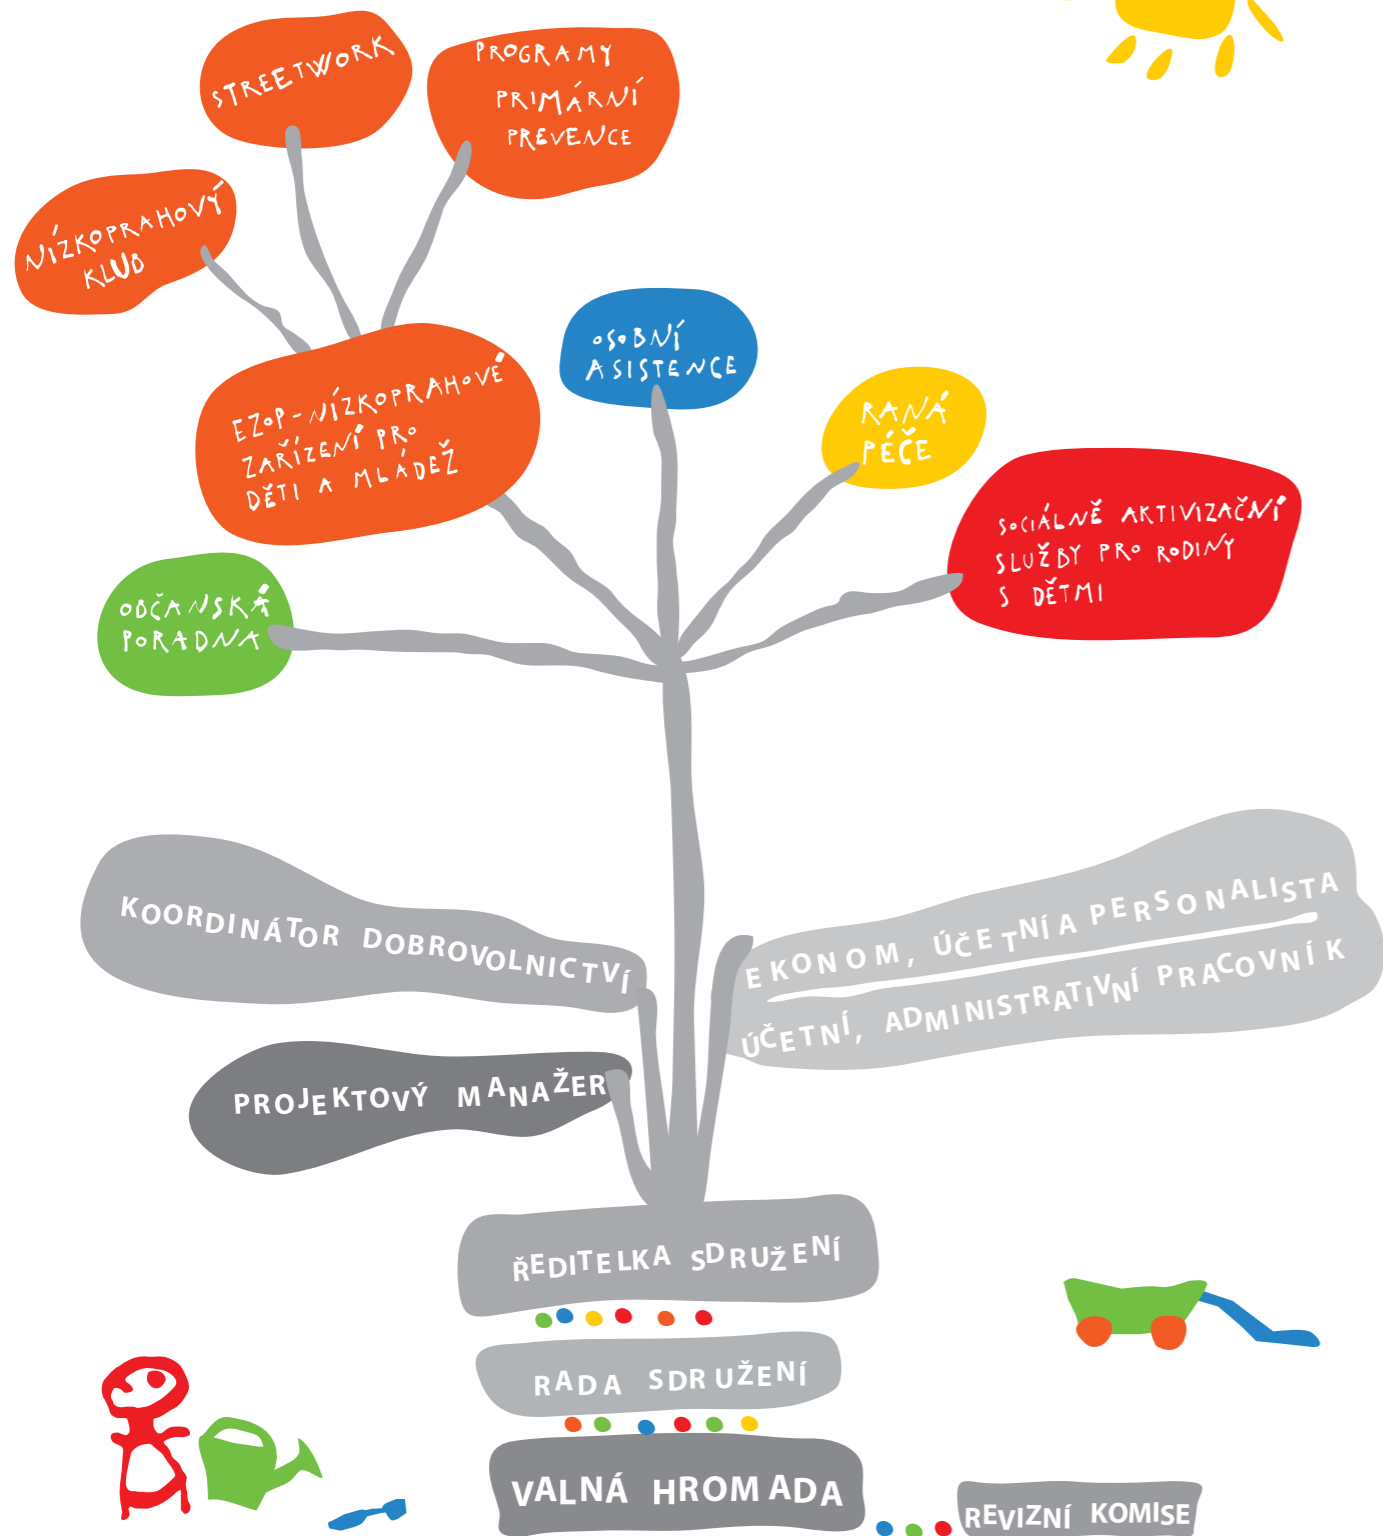 STREETWORK
PROGRAMY
PRIMÁRNÍ
PREVENCE
NÍZKOPRAHOVÝ
KLUB
OSOBNÍ
ASISTENCE
EZOP-NÍZKOPRAHOVÉ
ZAŘÍZENÍ PRO
DĚTI A MLÁDEŽ
RANÁ
PÉČE
SOCIÁLNĚ AKTIVIZAČNÍ
SLUŽBY PRO RODINY
S DĚTMI
OBČANSKÁ
PORADNA
KOORDINÁTOR DOBROVOLNICTVÍ
EKONOM, ÚČETNÍ A PERSONALISTA
ÚČETNÍ, ADMINISTRATIVNÍ PRACOVNÍK
PROJEKTOVÝ MANAŽER
ŘEDITELKA SDRUŽENÍ
RADA SDRUŽENÍ
VALNÁ HROMADA
REVIZNÍ KOMISE